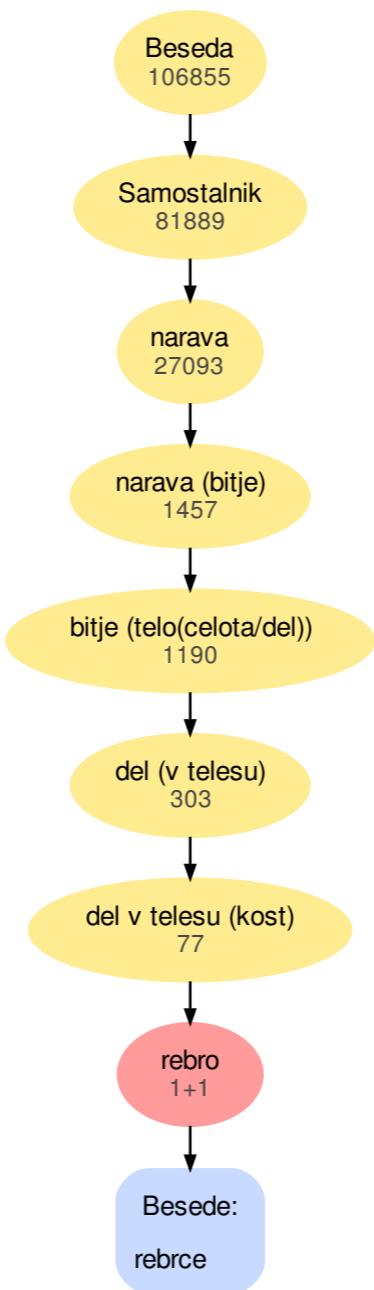 Beseda
106855
Samostalnik
81889
narava
27093
narava (bitje)
1457
bitje (telo(celota/del))
1190
del (v telesu)
303
del v telesu (kost)
77
rebro
1+1
Besede:
rebrce